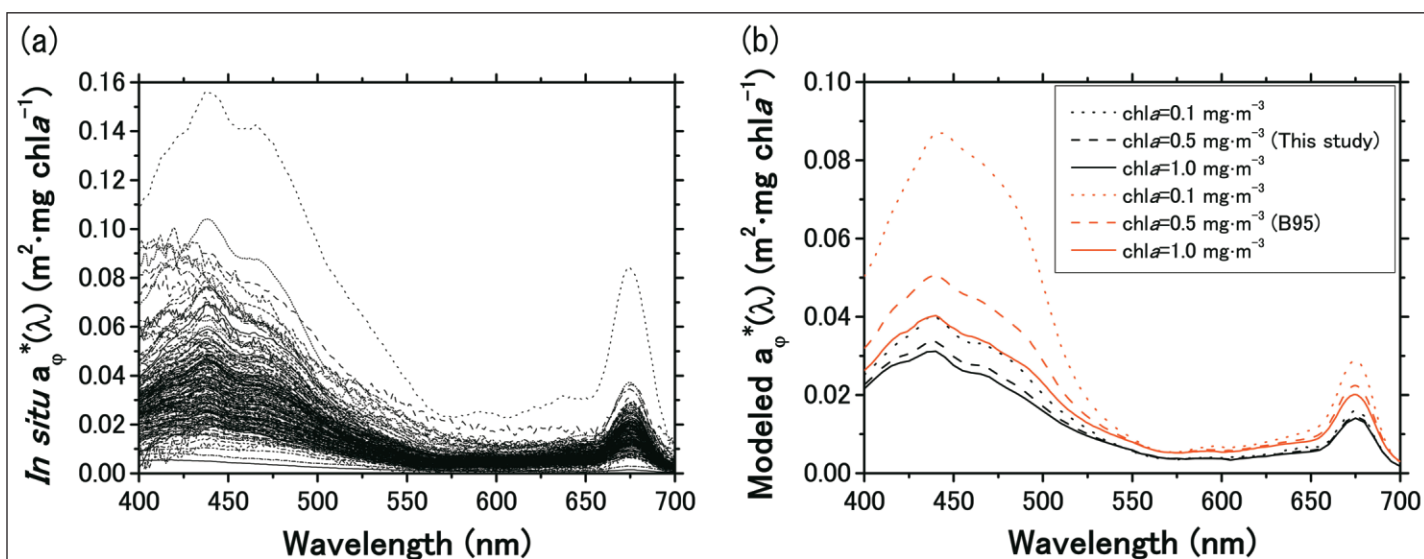 (a)
In situ aφ*(λ) (m²·mg chla⁻¹)
0.16
0.14
0.12
0.10
0.08
0.06
0.04
0.02
0.00
400 450 500 550 600 650 700
Wavelength (nm)
(b)
Modeled aφ*(λ) (m²·mg chla⁻¹)
0.10
0.08
0.06
0.04
0.02
0.00
chla=0.1 mg·m⁻³
chla=0.5 mg·m⁻³ (This study)
chla=1.0 mg·m⁻³
chla=0.1 mg·m⁻³
chla=0.5 mg·m⁻³ (B95)
chla=1.0 mg·m⁻³
400 450 500 550 600 650 700
Wavelength (nm)